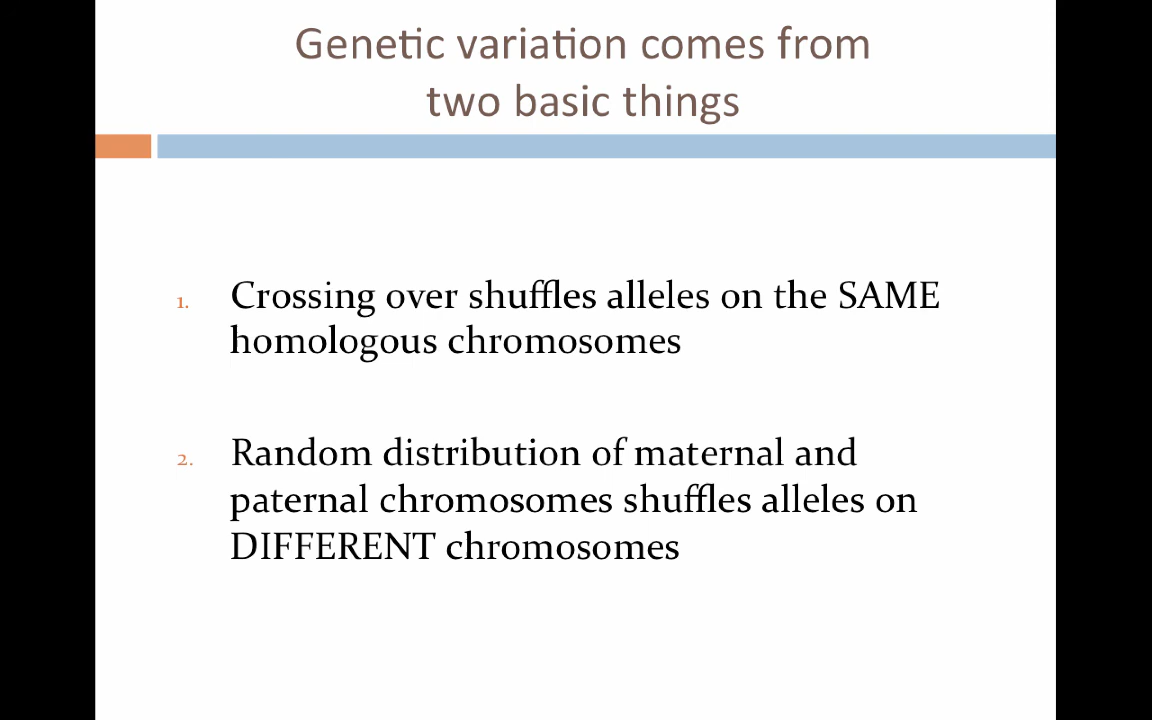 Genetic variation comes from
two basic things
1. Crossing over shuffles alleles on the SAME
homologous chromosomes
2. Random distribution of maternal and
paternal chromosomes shuffles alleles on
DIFFERENT chromosomes